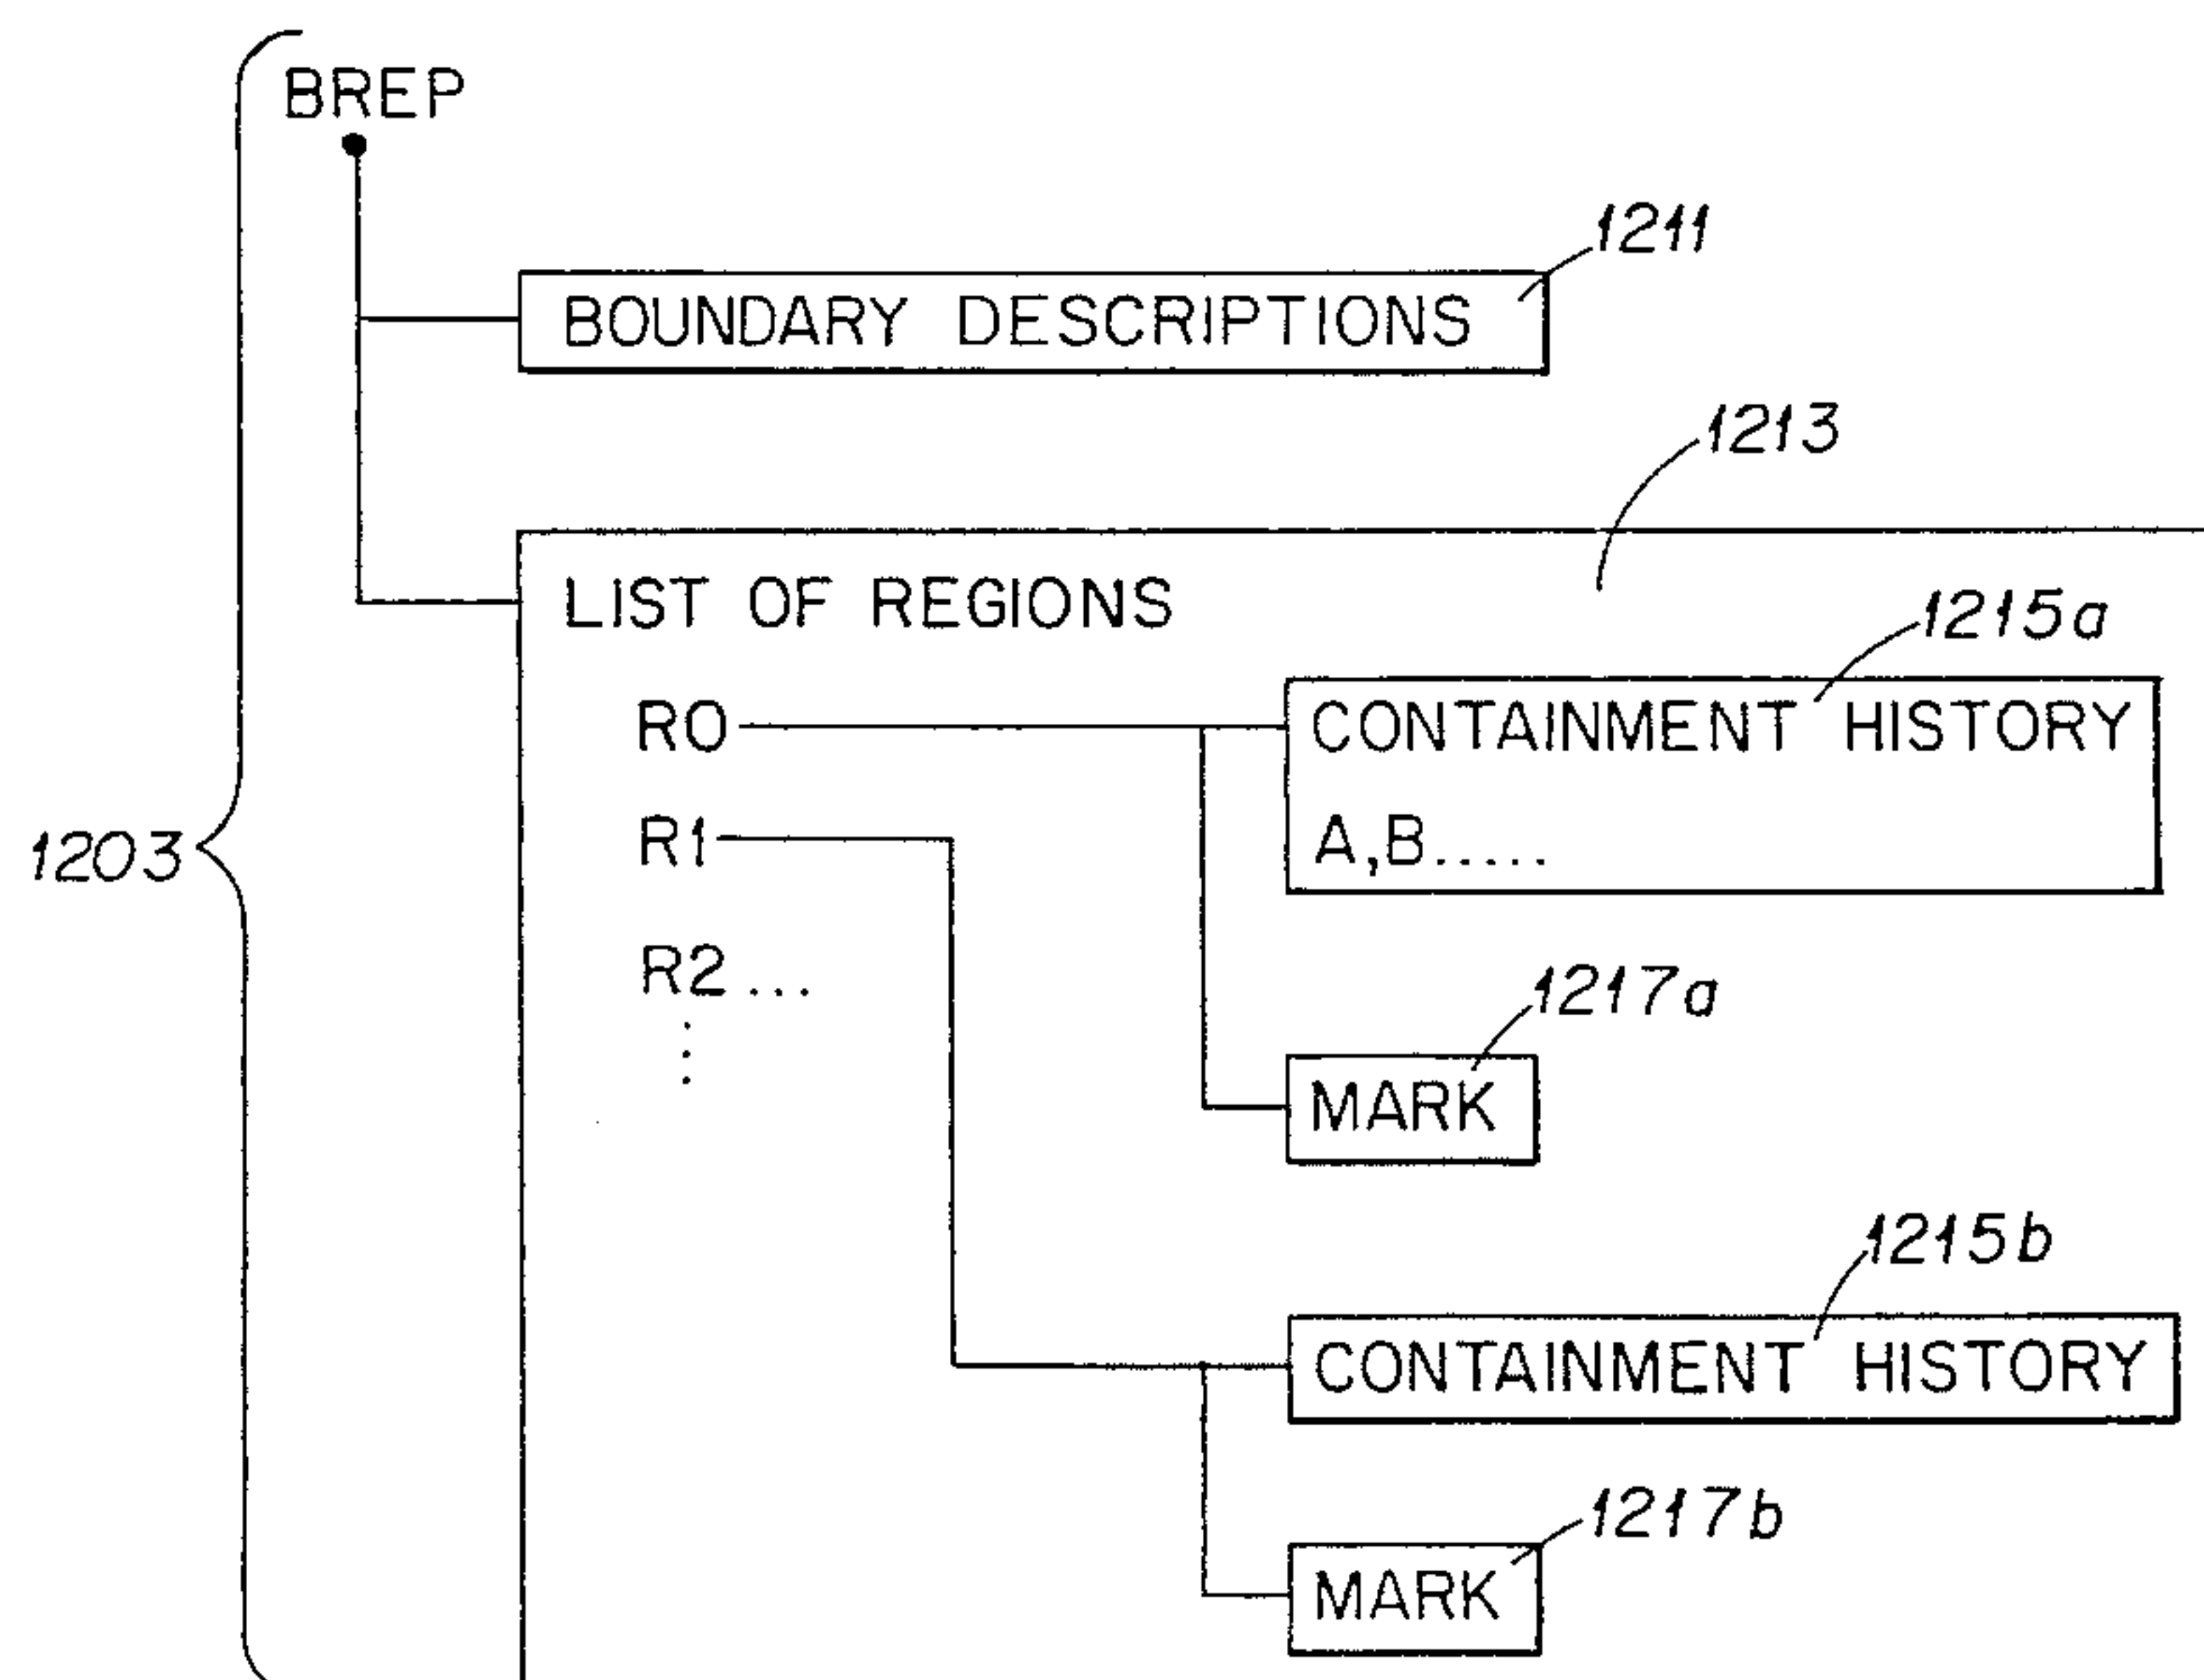 BREP
1211
BOUNDARY DESCRIPTIONS
1213
LIST OF REGIONS
1215a
R0
CONTAINMENT HISTORY
1203
R1
A,B.....
R2...
1217a
MARK
1215b
CONTAINMENT HISTORY
1217b
MARK